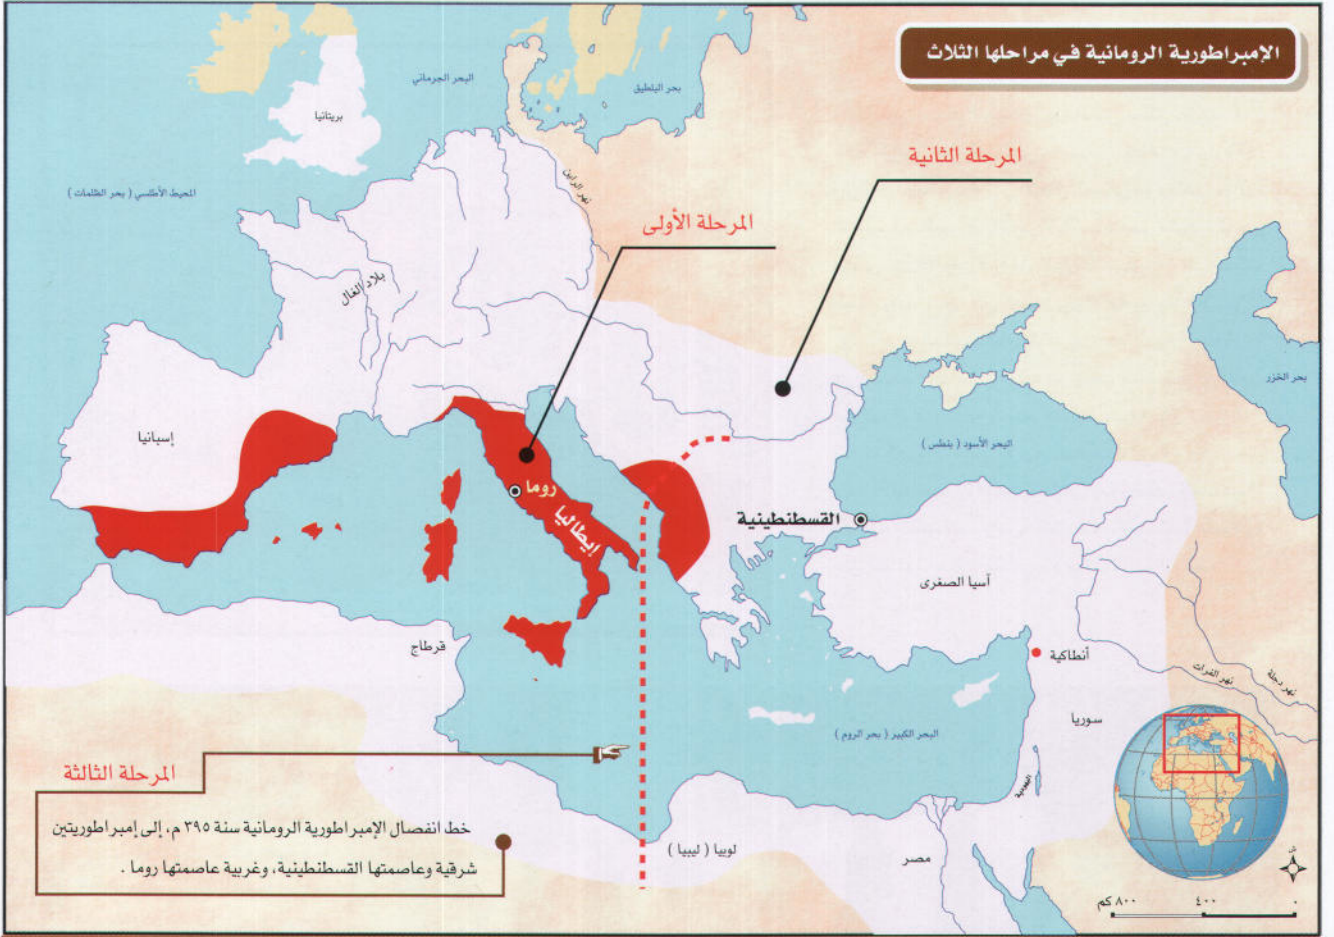 الإمبراطورية الرومانية في مراحلها الثلاث
البحر الجرماني
بحر البلطيق
بريتانيا
المرحلة الثانية
نهر الراين
المحيط الأطلسي ( بحر الظلمات )
المرحلة الأولى
بلاد الغال
بحر الخزر
إسبانيا
البحر الأسود ( بنطس )
روما
إيطاليا
القسطنطينية
آسيا الصغرى
قرطاج
أنطاكية
نهر دجلة
نهر الفرات
سوريا
البحر الكبير ( بحر الروم )
المرحلة الثالثة
خط انفصال الإمبراطورية الرومانية سنة ٣٩٥ م، إلى إمبراطوريتين
شرقية وعاصمتها القسطنطينية، وغربية عاصمتها روما .
اليهودية
لوبيا ( ليبيا )
مصر
ش
٠ ٤٠٠ ٨٠٠ كم